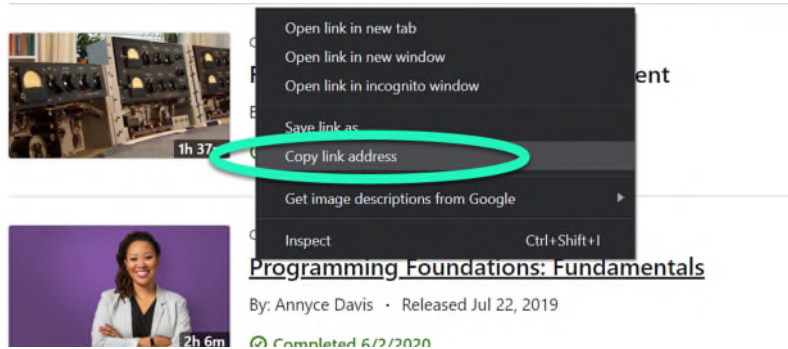 Open link in new tab
Open link in new window
Open link in incognito window
ent
Save link as
1h 37
Copy link address
Get image descriptions from Google
Inspect Ctrl+Shift+I
Programming Foundations: Fundamentals
By: Annyce Davis • Released Jul 22, 2019
2h 6m
Completed 6/2/2020